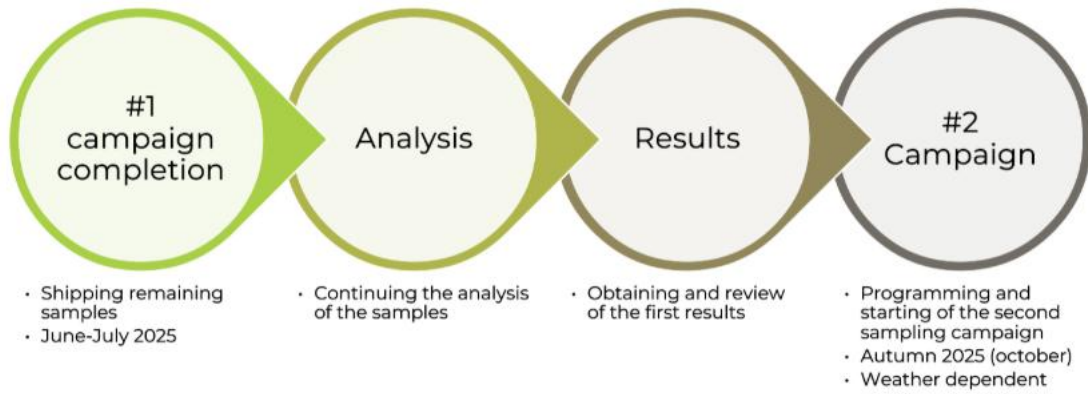 #1
campaign
completion
Analysis
Results
#2
Campaign
· Shipping remaining
samples
· June-July 2025
· Continuing the analysis
of the samples
· Obtaining and review
of the first results
· Programming and
starting of the second
sampling campaign
· Autumn 2025 (october)
· Weather dependent